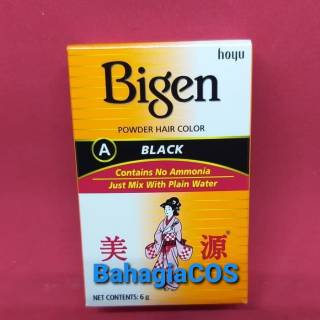 hoyu
Bigen
POWDER HAIR COLOR
A BLACK
Contains No Ammonia
Just Mix With Plain Water
美 源®
BahagiaCOS
NET CONTENTS: 6 g